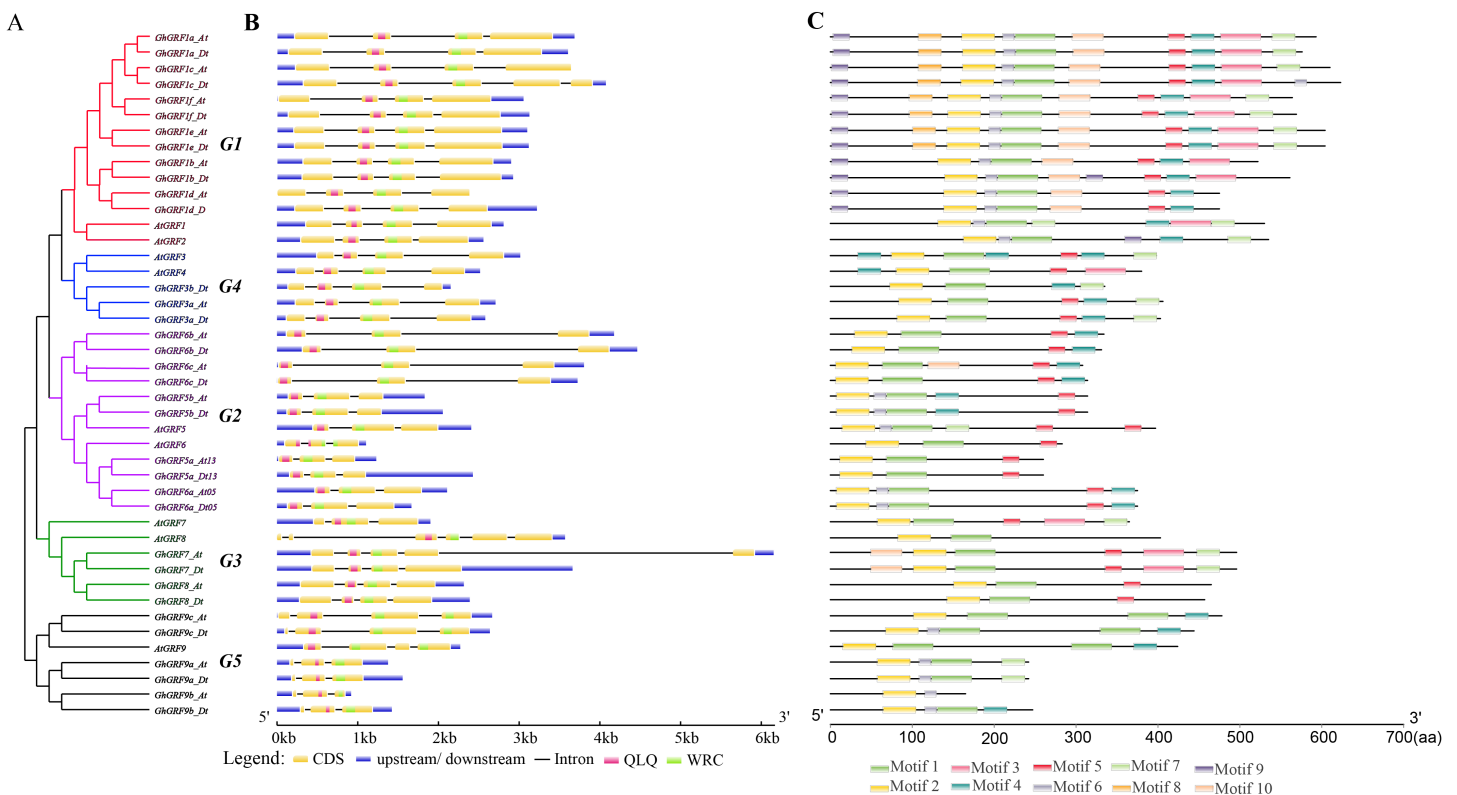 A B C
GhGRF1a_At
GhGRF1a_Dt
GhGRF1c_At
GhGRF1c_Dt
GhGRF1f_At
GhGRF1f_Dt
GhGRF1e_At
GhGRF1e_Dt
GhGRF1b_At
GhGRF1b_Dt
GhGRF1d_At
GhGRF1d_D
AtGRF1
AtGRF2
AtGRF3
AtGRF4
GhGRF3b_Dt
GhGRF3a_At
GhGRF3a_Dt
GhGRF6b_At
GhGRF6b_Dt
GhGRF6c_At
GhGRF6c_Dt
GhGRF5b_At
GhGRF5b_Dt
AtGRF5
AtGRF6
GhGRF5a_At13
GhGRF5a_Dt13
GhGRF6a_At05
GhGRF6a_Dt05
AtGRF7
AtGRF8
GhGRF7_At
GhGRF7_Dt
GhGRF8_At
GhGRF8_Dt
GhGRF9c_At
GhGRF9c_Dt
AtGRF9
GhGRF9a_At
GhGRF9a_Dt
GhGRF9b_At
GhGRF9b_Dt
G1
G4
G2
G3
G5
5' 3'
0kb 1kb 2kb 3kb 4kb 5kb 6kb
Legend: CDS upstream/ downstream Intron QLQ WRC
5' 3'
0 100 200 300 400 500 600 700(aa)
Motif 1 Motif 3 Motif 5 Motif 7 Motif 9
Motif 2 Motif 4 Motif 6 Motif 8 Motif 10